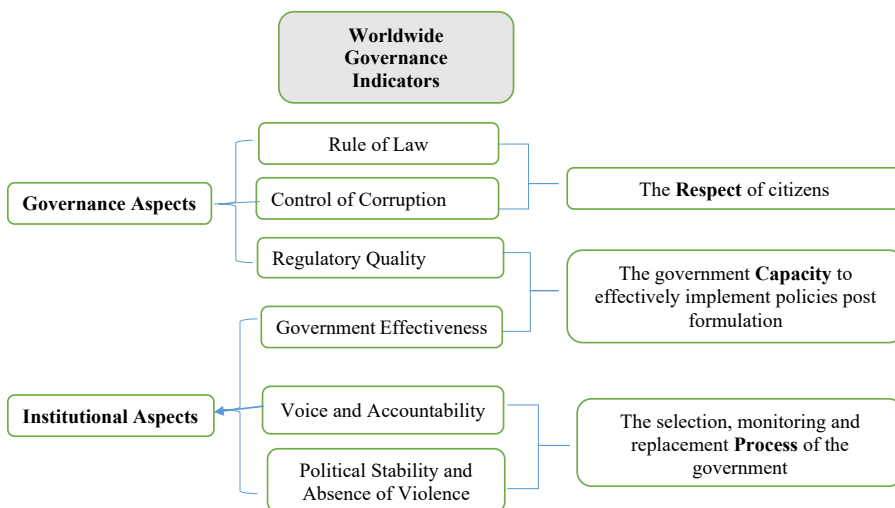 Worldwide
Governance
Indicators
Rule of Law
Governance Aspects
Control of Corruption
The Respect of citizens
Regulatory Quality
The government Capacity to
effectively implement policies post
formulation
Government Effectiveness
Institutional Aspects
Voice and Accountability
The selection, monitoring and
replacement Process of the
government
Political Stability and
Absence of Violence